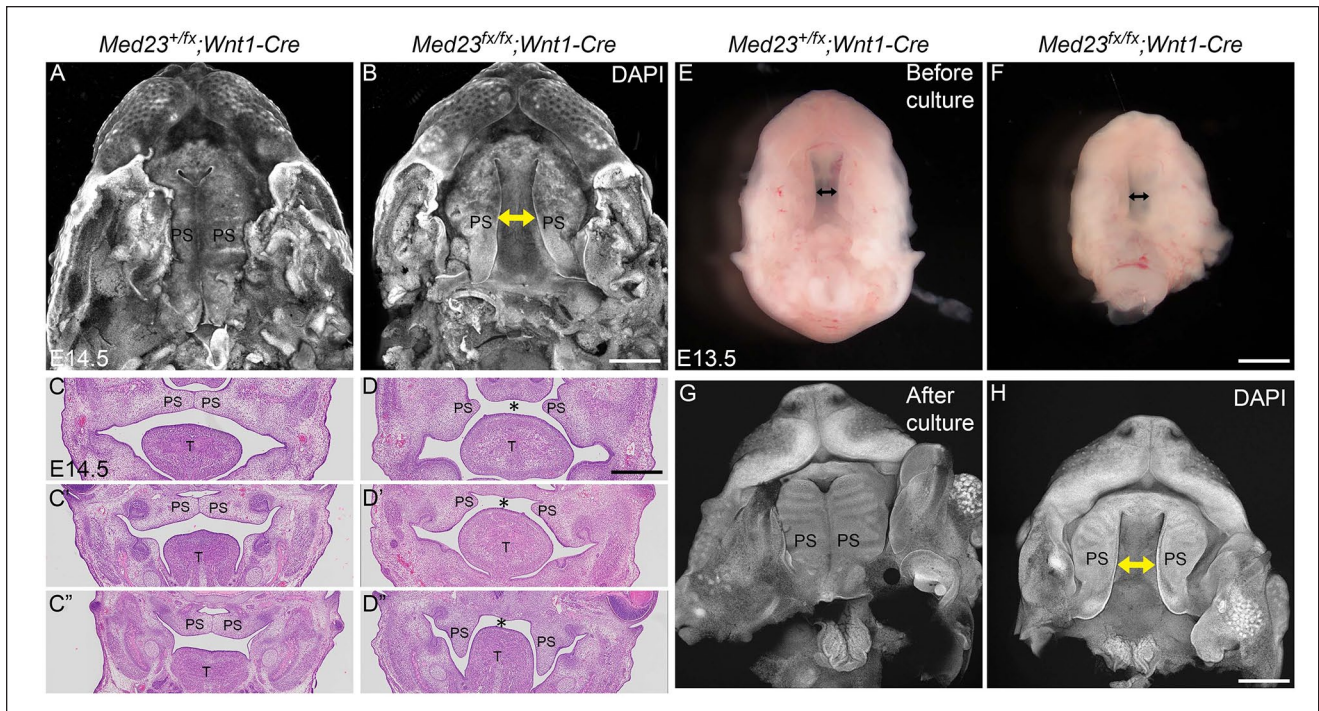 Med23+/fx;Wnt1-Cre
Med23fx/fx;Wnt1-Cre
Med23+/fx;Wnt1-Cre
Med23fx/fx;Wnt1-Cre
A
PS PS
E14.5
B DAPI
PS PS
E Before
culture
E13.5
F
C
PS PS
T
E14.5
D
PS * PS
T
C'
PS PS
T
D'
PS * PS
T
C"
PS PS
T
D"
PS * PS
T
G After
culture
PS PS
H DAPI
PS PS